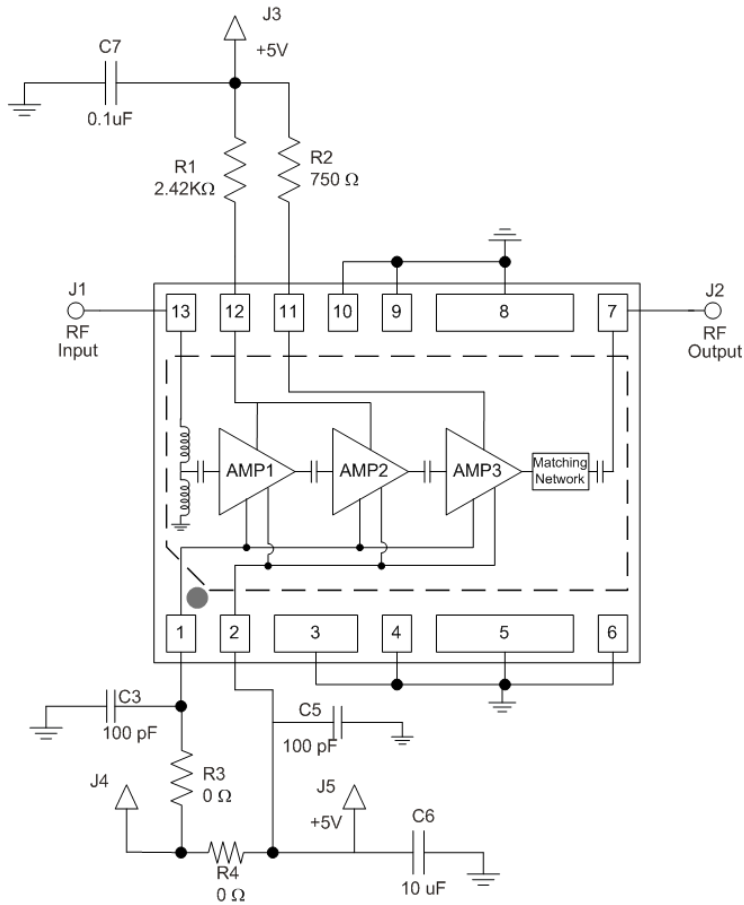 J3
+5V
C7
0.1uF
R1
2.42KΩ
R2
750 Ω
J1
RF
Input
13
12
11
10
9
8
7
J2
RF
Output
AMP1
AMP2
AMP3
Matching
Network
1
2
3
4
5
6
C3
100 pF
C5
100 pF
R3
0 Ω
J4
R4
0 Ω
J5
+5V
C6
10 uF